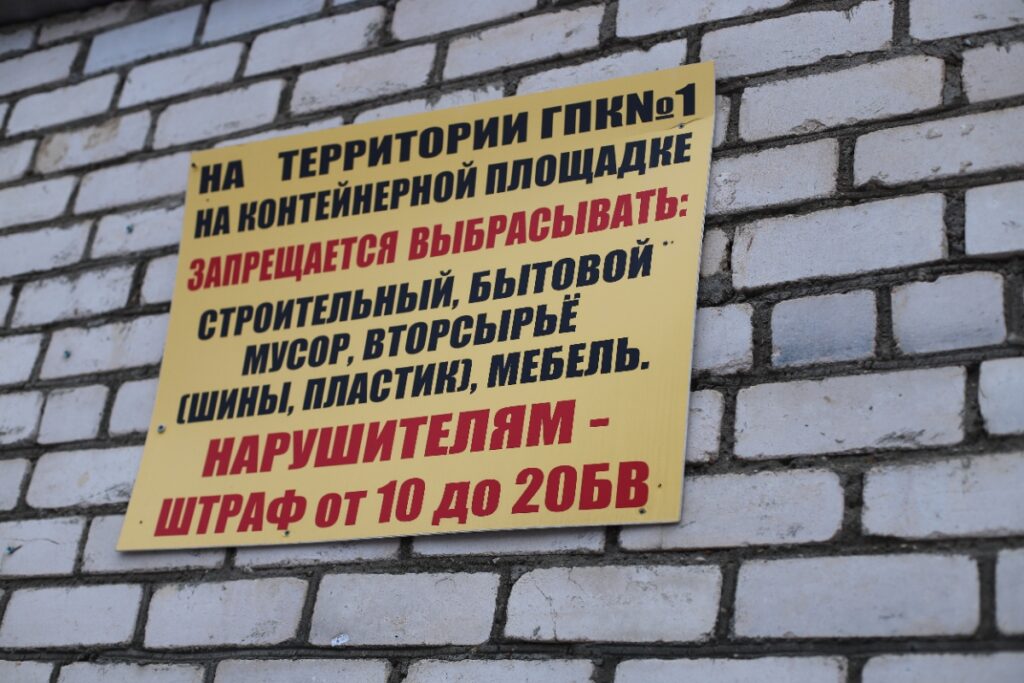 НА ТЕРРИТОРИИ ГПК№1
НА КОНТЕЙНЕРНОЙ ПЛОЩАДКЕ
ЗАПРЕЩАЕТСЯ ВЫБРАСЫВАТЬ:
СТРОИТЕЛЬНЫЙ, БЫТОВОЙ
МУСОР, ВТОРСЫРЬЁ
(ШИНЫ, ПЛАСТИК), МЕБЕЛЬ.
НАРУШИТЕЛЯМ -
ШТРАФ от 10 до 20БВ